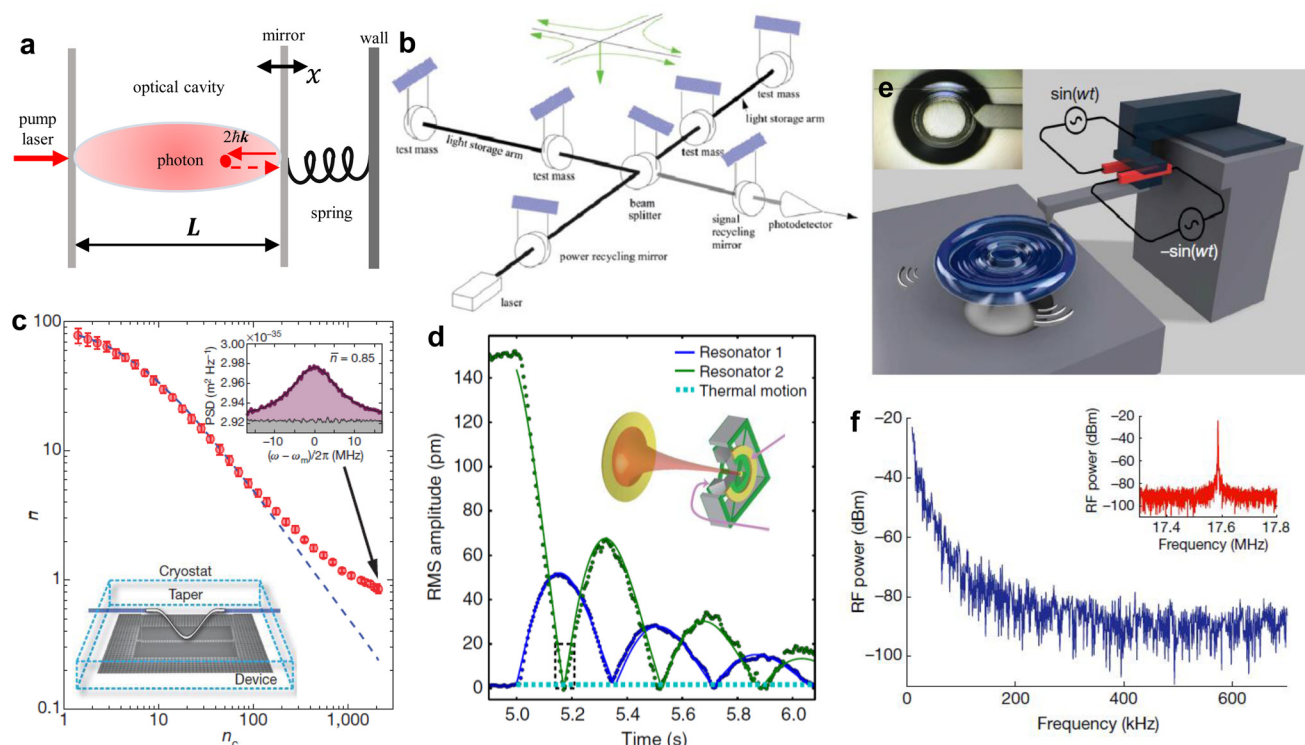 a
mirror
wall
x
optical cavity
pump
laser
2ħk
photon
spring
L
b
test mass
light storage arm
test mass
test mass
light storage arm
test mass
beam
splitter
signal
recycling
mirror
photodetector
power recycling mirror
laser
c
100
10
1
0.1
n
×10⁻³⁵
3.00
2.98
2.96
2.94
2.92
PSD (m² Hz⁻¹)
n̅ = 0.85
−10 0 10
(ω − ωm)/2π (MHz)
Cryostat
Taper
Device
1 10 100 1,000
nc
d
140
120
100
80
60
40
20
0
RMS amplitude (pm)
Resonator 1
Resonator 2
Thermal motion
5.0 5.2 5.4 5.6 5.8 6.0
Time (s)
e
sin(wt)
−sin(wt)
f
−20
−40
−60
−80
−100
RF power (dBm)
0 200 400 600
Frequency (kHz)
−20
−40
−60
−80
−100
RF power (dBm)
17.4 17.6 17.8
Frequency (MHz)